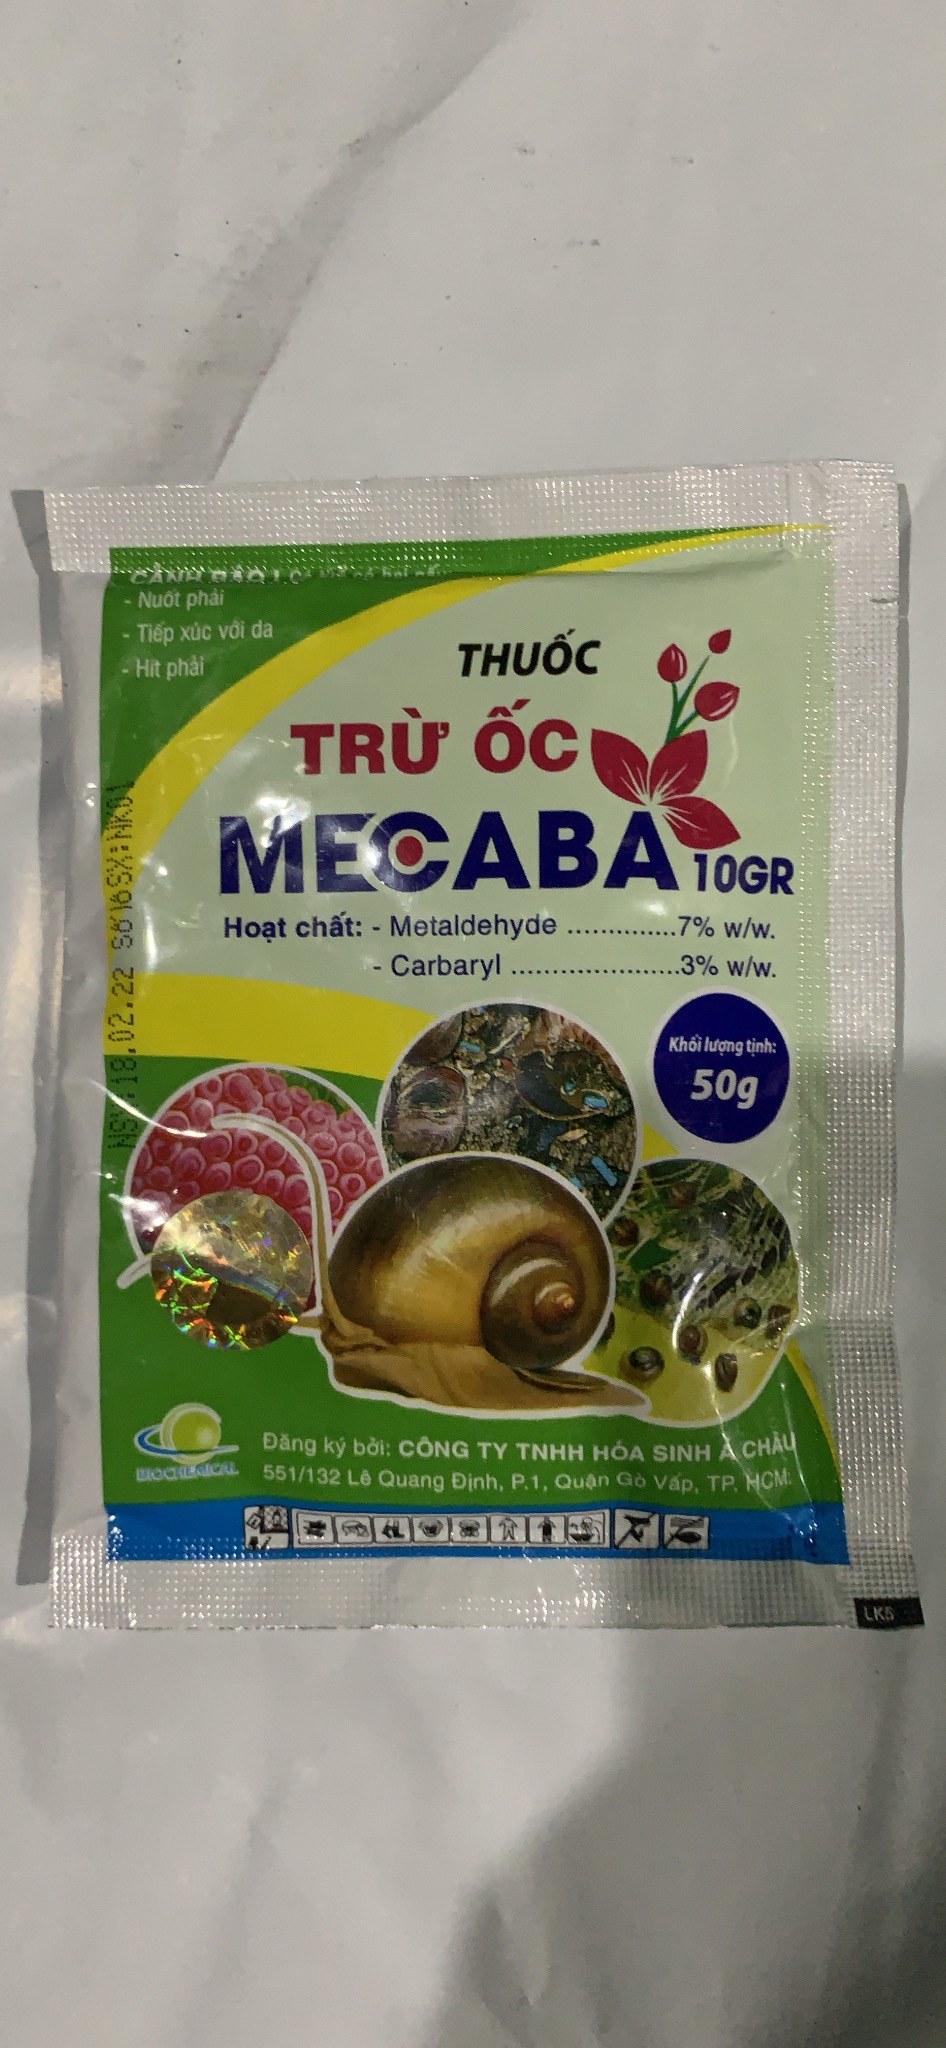 CẢNH BÁO !
- Nuốt phải
- Tiếp xúc với da
- Hít phải
THUỐC
TRỪ ỐC
MECABA 10GR
Hoạt chất: - Metaldehyde ..............7% w/w.
- Carbaryl ......................3% w/w.
Khối lượng tịnh:
50g
NSX:18.02.22
BIOCHEMICAL
Đăng ký bởi: CÔNG TY TNHH HÓA SINH Á CHÂU
551/132 Lê Quang Định, P.1, Quận Gò Vấp, TP. HCM.
LK5